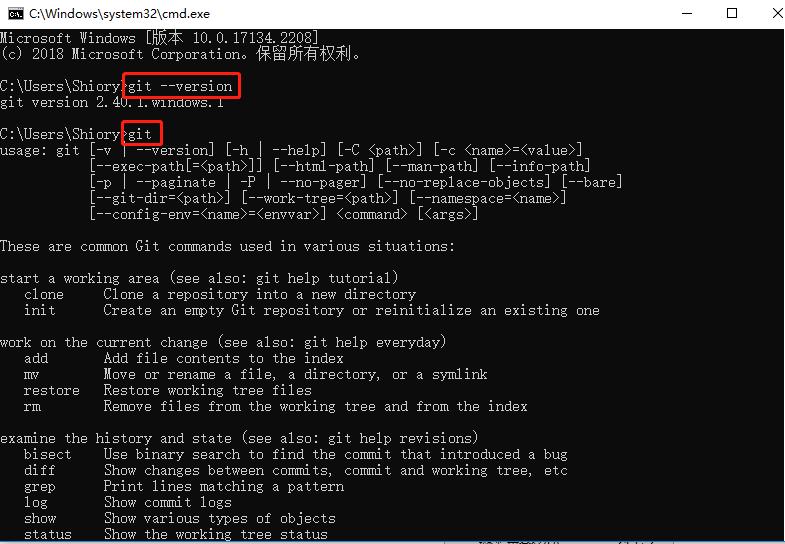 C:\Windows\system32\cmd.exe
Microsoft Windows [版本 10.0.17134.2208]
(c) 2018 Microsoft Corporation。保留所有权利。
C:\Users\Shiory>git --version
git version 2.40.1.windows.1
C:\Users\Shiory>git
usage: git [-v | --version] [-h | --help] [-C <path>] [-c <name>=<value>]
[--exec-path[=<path>]] [--html-path] [--man-path] [--info-path]
[-p | --paginate | -P | --no-pager] [--no-replace-objects] [--bare]
[--git-dir=<path>] [--work-tree=<path>] [--namespace=<name>]
[--config-env=<name>=<envvar>] <command> [<args>]
These are common Git commands used in various situations:
start a working area (see also: git help tutorial)
clone Clone a repository into a new directory
init Create an empty Git repository or reinitialize an existing one
work on the current change (see also: git help everyday)
add Add file contents to the index
mv Move or rename a file, a directory, or a symlink
restore Restore working tree files
rm Remove files from the working tree and from the index
examine the history and state (see also: git help revisions)
bisect Use binary search to find the commit that introduced a bug
diff Show changes between commits, commit and working tree, etc
grep Print lines matching a pattern
log Show commit logs
show Show various types of objects
status Show the working tree status